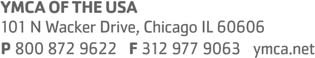 YMCA OF THE USA
101 N Wacker Drive, Chicago IL 60606
P 800 872 9622 F 312 977 9063 ymca.net